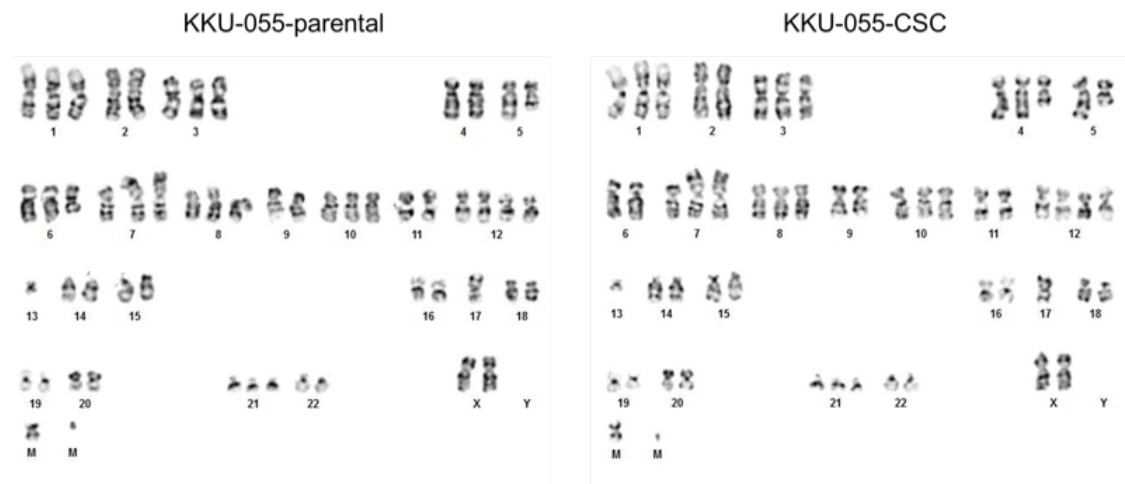 KKU-055-parental
1 2 3 4 5
6 7 8 9 10 11 12
13 14 15 16 17 18
19 20 21 22 X Y
M M
KKU-055-CSC
1 2 3 4 5
6 7 8 9 10 11 12
13 14 15 16 17 18
19 20 21 22 X Y
M M